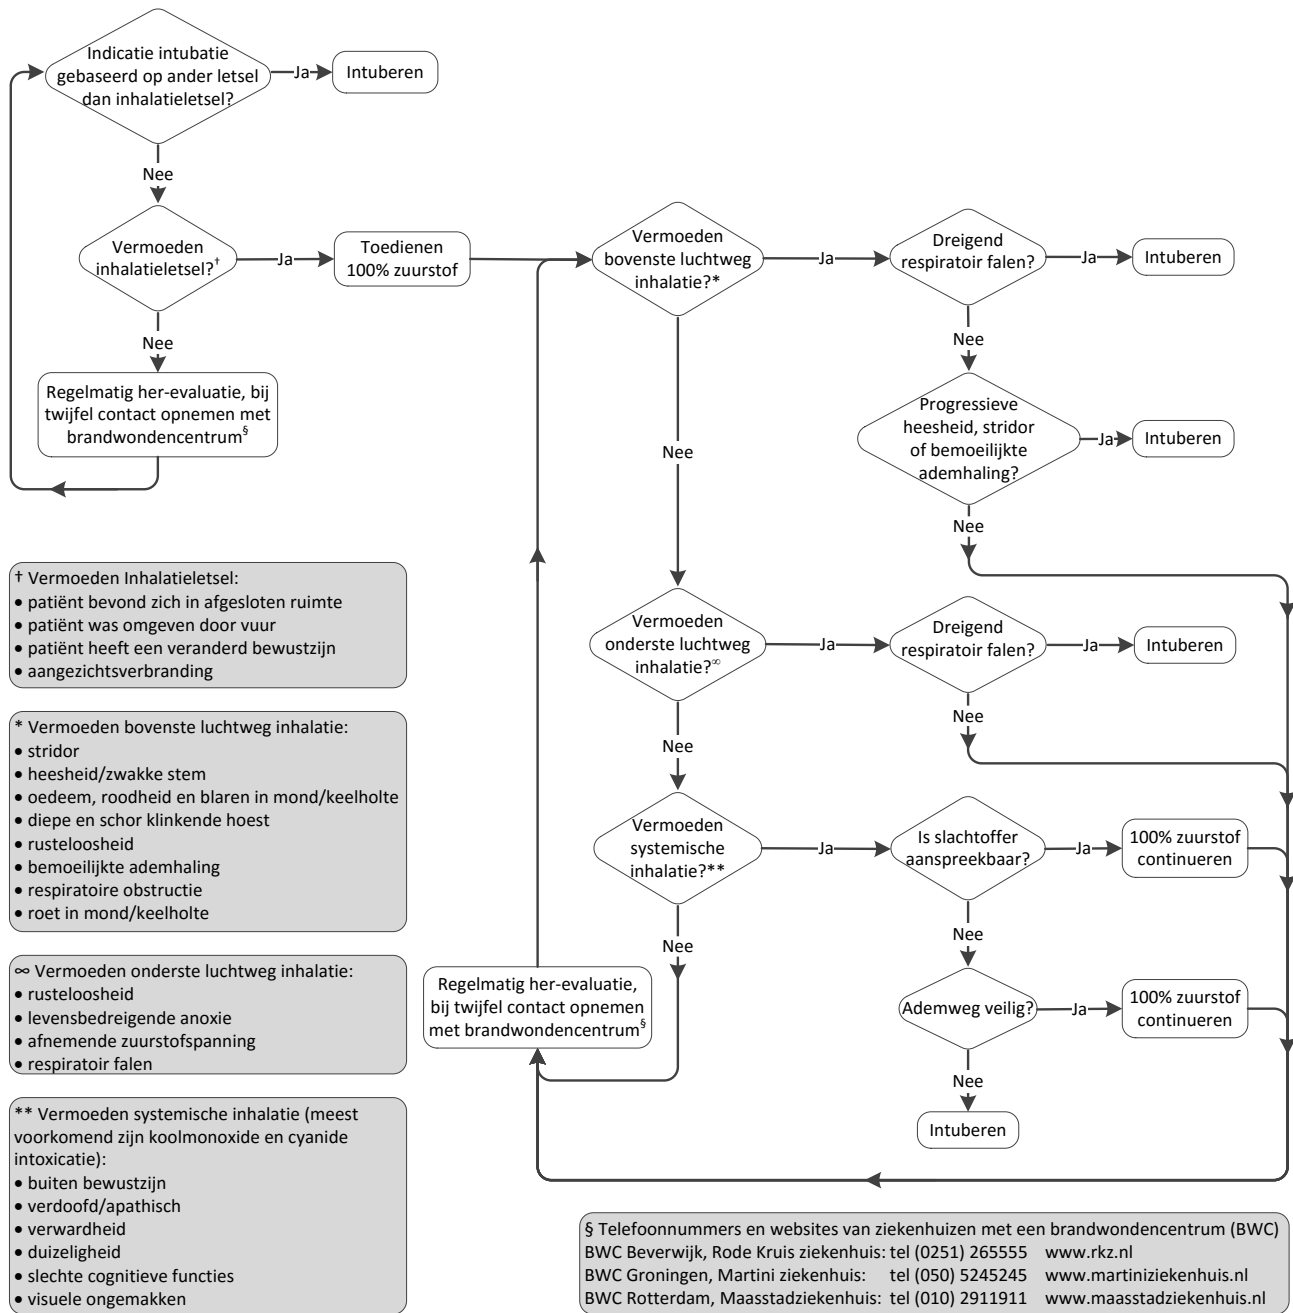 Indicatie intubatie
gebaseerd op ander letsel
dan inhalatieletsel?
Ja
Intuberen
Nee
Vermoeden
inhalatieletsel?†
Ja
Toedienen
100% zuurstof
Nee
Regelmatig her-evaluatie, bij
twijfel contact opnemen met
brandwondencentrum§
Vermoeden
bovenste luchtweg
inhalatie?*
Ja
Dreigend
respiratoir falen?
Ja
Intuberen
Nee
Progressieve
heesheid, stridor
of bemoeilijkte
ademhaling?
Ja
Intuberen
Nee
Nee
Vermoeden
onderste luchtweg
inhalatie?∞
Ja
Dreigend
respiratoir falen?
Ja
Intuberen
Nee
Nee
Vermoeden
systemische
inhalatie?**
Ja
Is slachtoffer
aanspreekbaar?
Ja
100% zuurstof
continueren
Nee
Nee
Regelmatig her-evaluatie,
bij twijfel contact opnemen
met brandwondencentrum§
Ademweg veilig?
Ja
100% zuurstof
continueren
Nee
Intuberen
† Vermoeden Inhalatieletsel:
• patiënt bevond zich in afgesloten ruimte
• patiënt was omgeven door vuur
• patiënt heeft een veranderd bewustzijn
• aangezichtsverbranding
* Vermoeden bovenste luchtweg inhalatie:
• stridor
• heesheid/zwakke stem
• oedeem, roodheid en blaren in mond/keelholte
• diepe en schor klinkende hoest
• rusteloosheid
• bemoeilijkte ademhaling
• respiratoire obstructie
• roet in mond/keelholte
∞ Vermoeden onderste luchtweg inhalatie:
• rusteloosheid
• levensbedreigende anoxie
• afnemende zuurstofspanning
• respiratoir falen
** Vermoeden systemische inhalatie (meest
voorkomend zijn koolmonoxide en cyanide
intoxicatie):
• buiten bewustzijn
• verdoofd/apathisch
• verwardheid
• duizeligheid
• slechte cognitieve functies
• visuele ongemakken
§ Telefoonnummers en websites van ziekenhuizen met een brandwondencentrum (BWC)
BWC Beverwijk, Rode Kruis ziekenhuis: tel (0251) 265555 www.rkz.nl
BWC Groningen, Martini ziekenhuis: tel (050) 5245245 www.martiniziekenhuis.nl
BWC Rotterdam, Maasstadziekenhuis: tel (010) 2911911 www.maasstadziekenhuis.nl